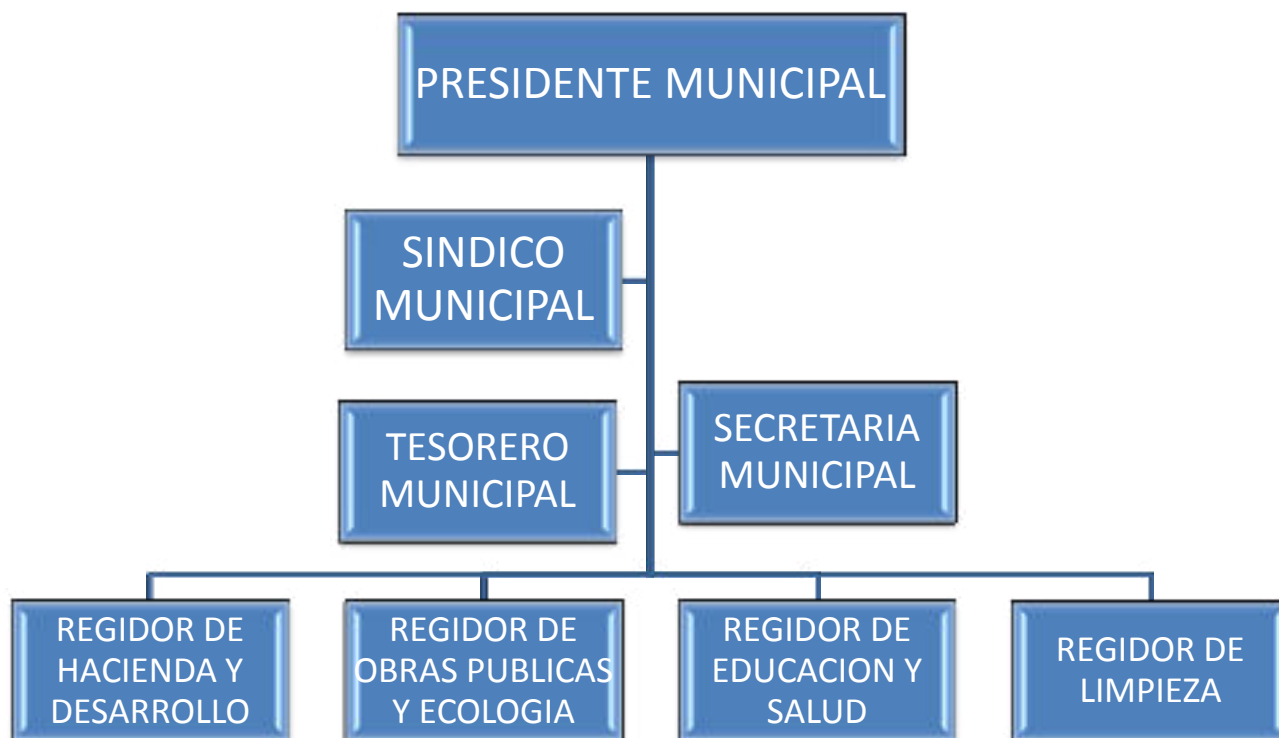 PRESIDENTE MUNICIPAL
SINDICO
MUNICIPAL
TESORERO
MUNICIPAL
SECRETARIA
MUNICIPAL
REGIDOR DE
HACIENDA Y
DESARROLLO
REGIDOR DE
OBRAS PUBLICAS
Y ECOLOGIA
REGIDOR DE
EDUCACION Y
SALUD
REGIDOR DE
LIMPIEZA